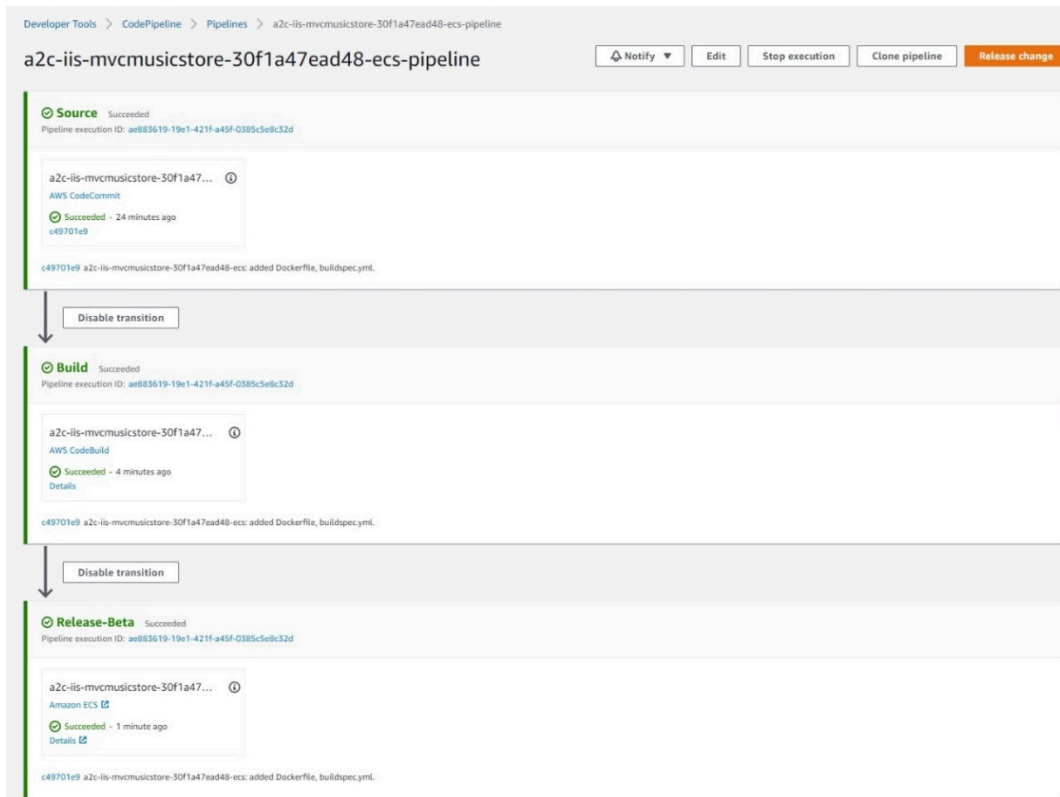 Developer Tools > CodePipeline > Pipelines > a2c-iis-mvcmusicstore-30f1a47ead48-ecs-pipeline
a2c-iis-mvcmusicstore-30f1a47ead48-ecs-pipeline
Notify ▼ Edit Stop execution Clone pipeline Release change
Source Succeeded
Pipeline execution ID: ae883619-19e1-421f-a45f-0385c5e8c32d
a2c-iis-mvcmusicstore-30f1a47...
AWS CodeCommit
Succeeded - 24 minutes ago
c49701e9
c49701e9 a2c-iis-mvcmusicstore-30f1a47ead48-ecs: added Dockerfile, buildspec.yml.
Disable transition
Build Succeeded
Pipeline execution ID: ae883619-19e1-421f-a45f-0385c5e8c32d
a2c-iis-mvcmusicstore-30f1a47...
AWS CodeBuild
Succeeded - 4 minutes ago
Details
c49701e9 a2c-iis-mvcmusicstore-30f1a47ead48-ecs: added Dockerfile, buildspec.yml.
Disable transition
Release-Beta Succeeded
Pipeline execution ID: ae883619-19e1-421f-a45f-0385c5e8c32d
a2c-iis-mvcmusicstore-30f1a47...
Amazon ECS
Succeeded - 1 minute ago
Details
c49701e9 a2c-iis-mvcmusicstore-30f1a47ead48-ecs: added Dockerfile, buildspec.yml.